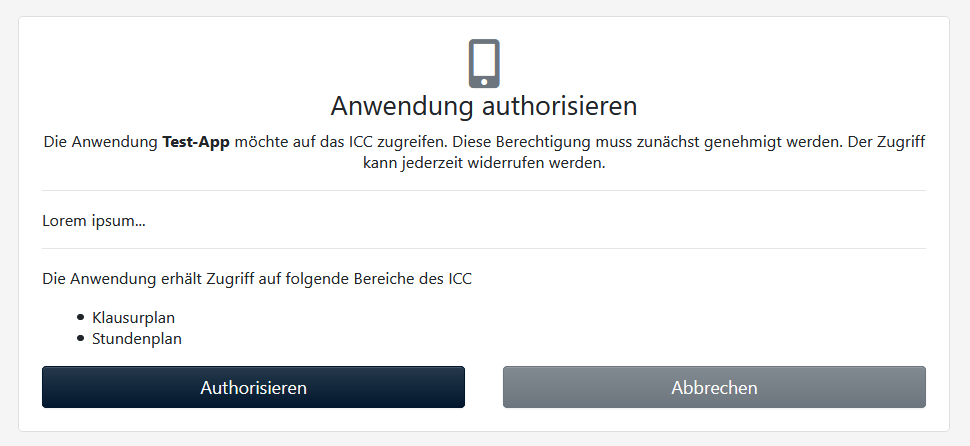 Anwendung authorisieren
Die Anwendung Test-App möchte auf das ICC zugreifen. Diese Berechtigung muss zunächst genehmigt werden. Der Zugriff
kann jederzeit widerrufen werden.
Lorem ipsum...
Die Anwendung erhält Zugriff auf folgende Bereiche des ICC
Klausurplan
Stundenplan
Authorisieren
Abbrechen